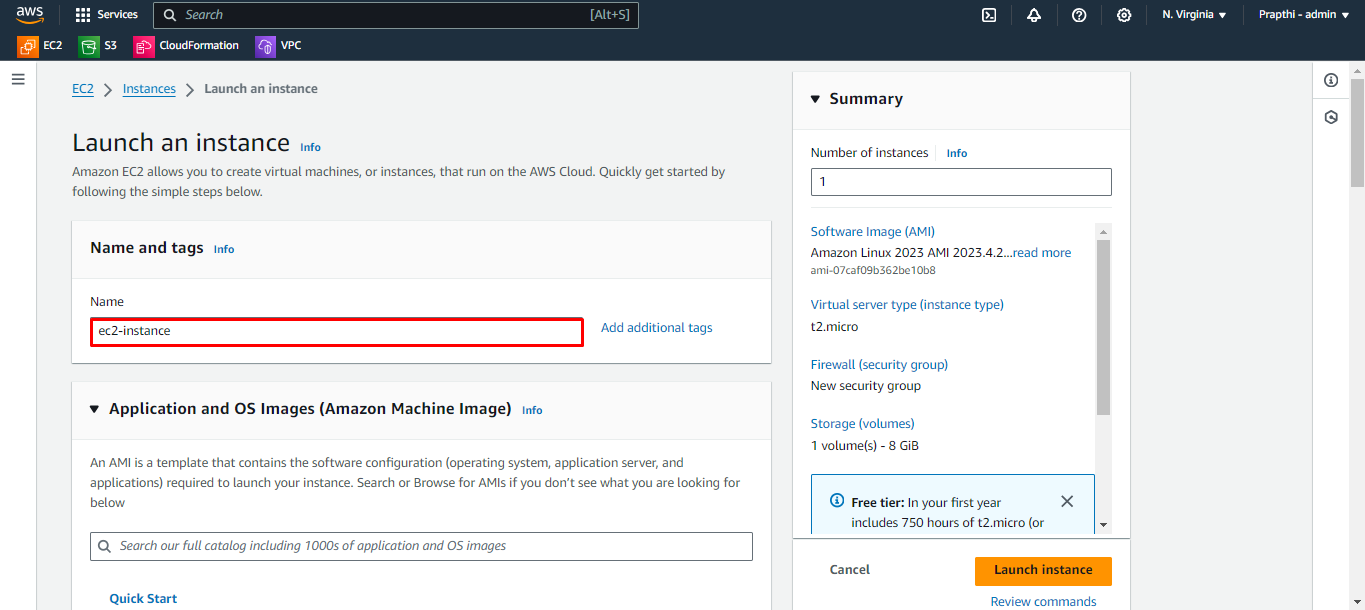 aws
Services
Search
[Alt+S]
N. Virginia
Prapthi - admin
EC2
S3
CloudFormation
VPC
EC2
Instances
Launch an instance
Launch an instance Info
Amazon EC2 allows you to create virtual machines, or instances, that run on the AWS Cloud. Quickly get started by
following the simple steps below.
Name and tags Info
Name
ec2-instance
Add additional tags
Application and OS Images (Amazon Machine Image) Info
An AMI is a template that contains the software configuration (operating system, application server, and
applications) required to launch your instance. Search or Browse for AMIs if you don’t see what you are looking for
below
Search our full catalog including 1000s of application and OS images
Quick Start
Summary
Number of instances Info
1
Software Image (AMI)
Amazon Linux 2023 AMI 2023.4.2...read more
ami-07caf09b362be10b8
Virtual server type (instance type)
t2.micro
Firewall (security group)
New security group
Storage (volumes)
1 volume(s) - 8 GiB
Free tier: In your first year
includes 750 hours of t2.micro (or
Cancel
Launch instance
Review commands